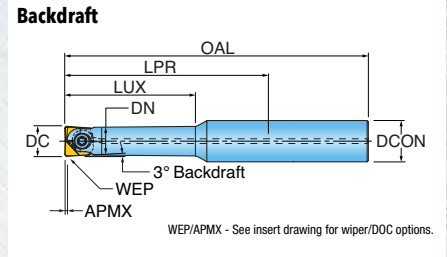 Backdraft
OAL
LPR
LUX
DN
DC
DCON
3° Backdraft
WEP
APMX
WEP/APMX - See insert drawing for wiper/DOC options.